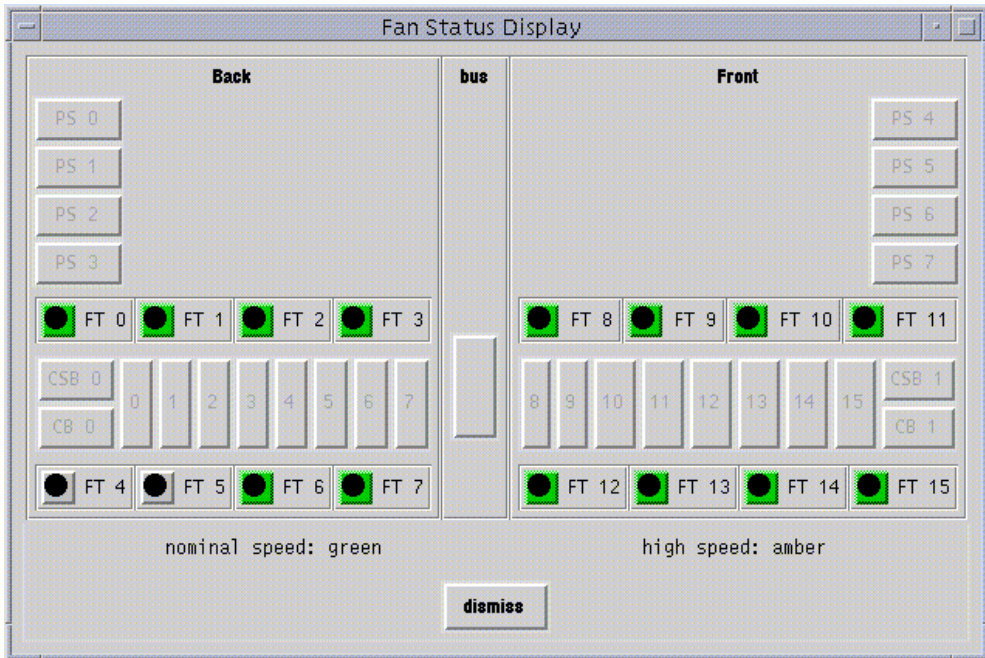 Fan Status Display
Back bus Front
PS 0 PS 4
PS 1 PS 5
PS 2 PS 6
PS 3 PS 7
FT 0 FT 1 FT 2 FT 3 FT 8 FT 9 FT 10 FT 11
CSB 0 CSB 1
0 1 2 3 4 5 6 7 8 9 10 11 12 13 14 15
CB 0 CB 1
FT 4 FT 5 FT 6 FT 7 FT 12 FT 13 FT 14 FT 15
nominal speed: green high speed: amber
dismiss